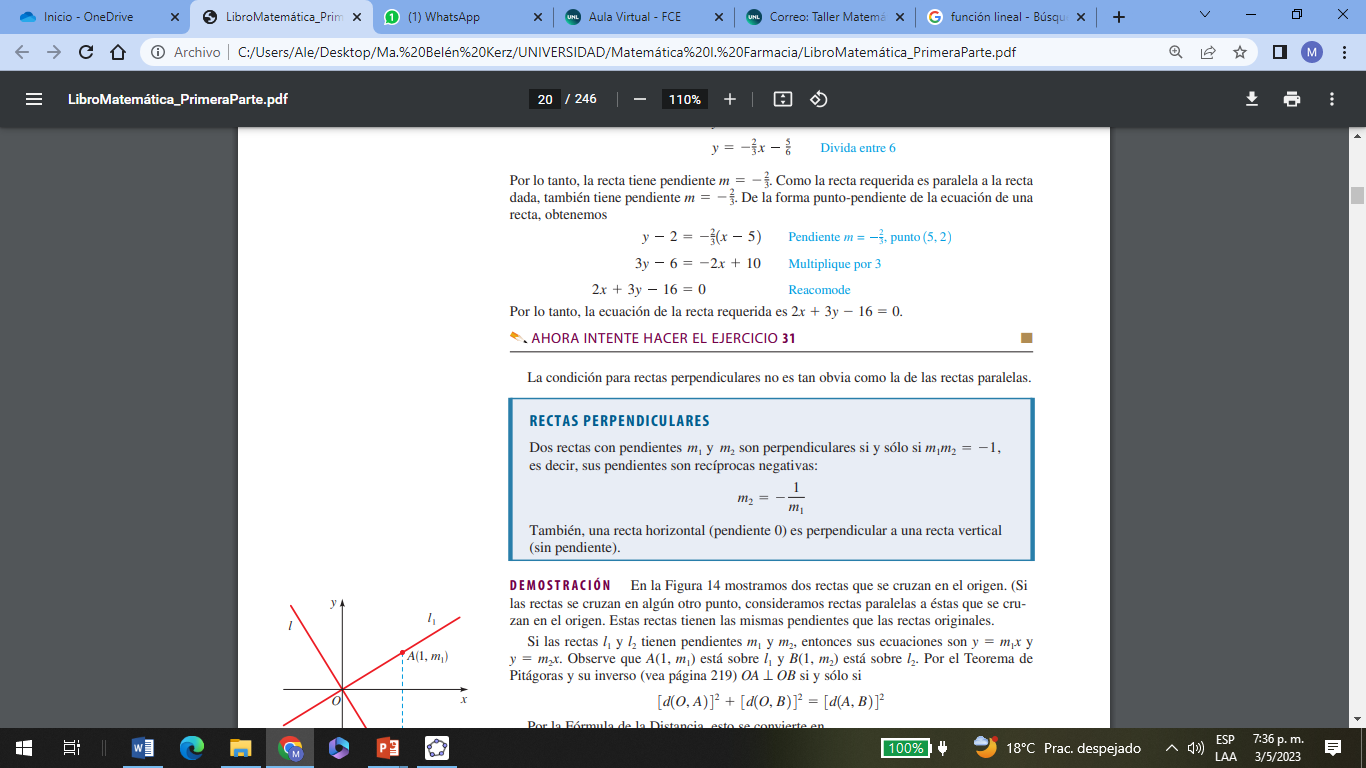 Inicio - OneDrive
LibroMatemática_Prim
(1) WhatsApp
Aula Virtual - FCE
Correo: Taller Matemá
función lineal - Búsqu
Archivo
C:/Users/Ale/Desktop/Ma.%20Belén%20Kerz/UNIVERSIDAD/Matemática%20I.%20Farmacia/LibroMatemática_PrimeraParte.pdf
M
LibroMatemática_PrimeraParte.pdf
20 / 246
110%
y = −2/3x − 5/6 Divida entre 6
Por lo tanto, la recta tiene pendiente m = −2/3. Como la recta requerida es paralela a la recta
dada, también tiene pendiente m = −2/3. De la forma punto-pendiente de la ecuación de una
recta, obtenemos
y − 2 = −2/3(x − 5) Pendiente m = −2/3, punto (5, 2)
3y − 6 = −2x + 10 Multiplique por 3
2x + 3y − 16 = 0 Reacomode
Por lo tanto, la ecuación de la recta requerida es 2x + 3y − 16 = 0.
AHORA INTENTE HACER EL EJERCICIO 31
La condición para rectas perpendiculares no es tan obvia como la de las rectas paralelas.
RECTAS PERPENDICULARES
Dos rectas con pendientes m₁ y m₂ son perpendiculares si y sólo si m₁m₂ = −1,
es decir, sus pendientes son recíprocas negativas:
m₂ = −1/m₁
También, una recta horizontal (pendiente 0) es perpendicular a una recta vertical
(sin pendiente).
DEMOSTRACIÓN En la Figura 14 mostramos dos rectas que se cruzan en el origen. (Si
las rectas se cruzan en algún otro punto, consideramos rectas paralelas a éstas que se cru-
zan en el origen. Estas rectas tienen las mismas pendientes que las rectas originales.
Si las rectas l₁ y l₂ tienen pendientes m₁ y m₂, entonces sus ecuaciones son y = m₁x y
y = m₂x. Observe que A(1, m₁) está sobre l₁ y B(1, m₂) está sobre l₂. Por el Teorema de
Pitágoras y su inverso (vea página 219) OA ⊥ OB si y sólo si
[d(O, A)]² + [d(O, B)]² = [d(A, B)]²
Por la Fórmula de la Distancia, esto se convierte en
y
l
l₁
A(1, m₁)
O
x
100%
18°C Prac. despejado
ESP
LAA
7:36 p. m.
3/5/2023